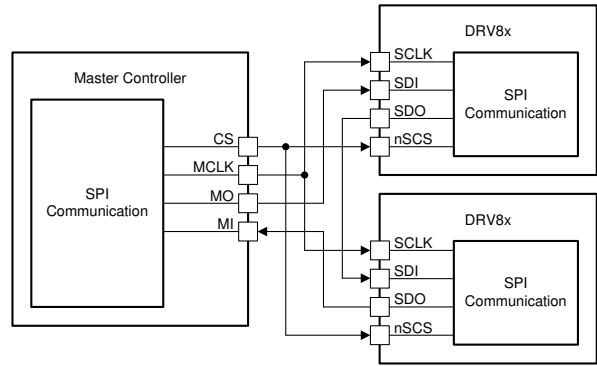 Master Controller
SPI
Communication
CS
MCLK
MO
MI
DRV8x
SCLK
SDI
SDO
nSCS
SPI
Communication
DRV8x
SCLK
SDI
SDO
nSCS
SPI
Communication